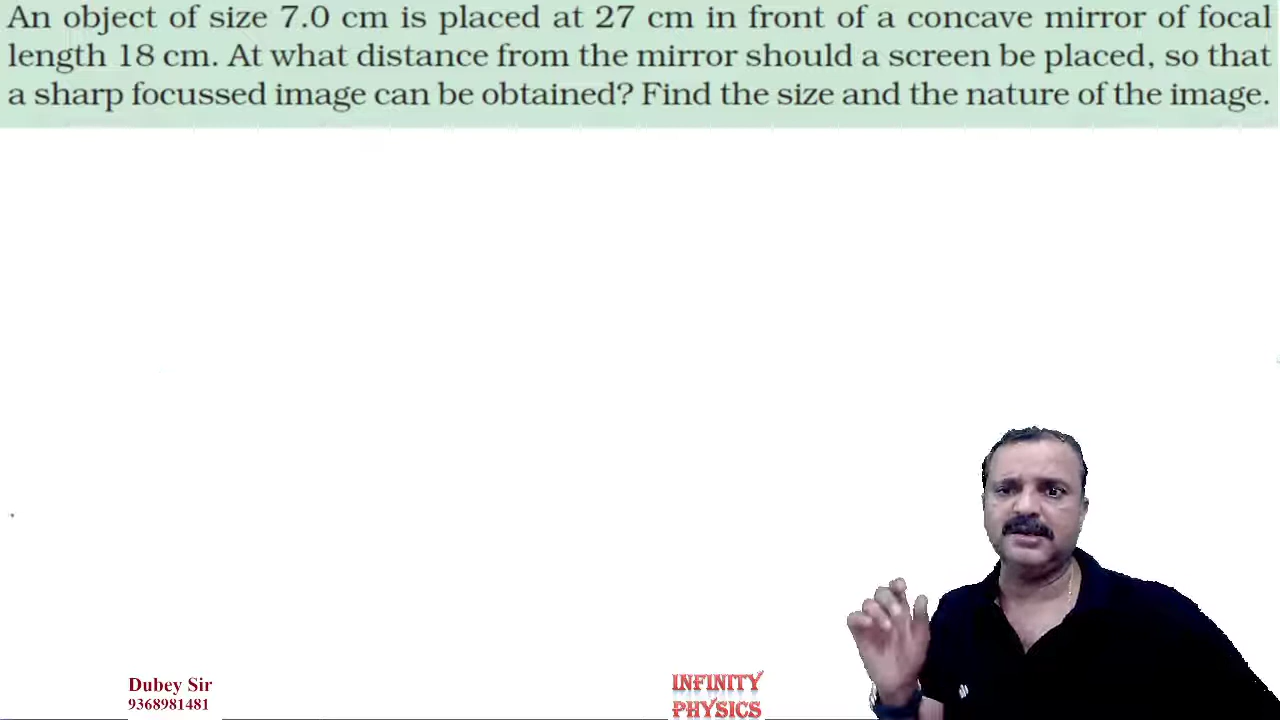 An object of size 7.0 cm is placed at 27 cm in front of a concave mirror of focal
length 18 cm. At what distance from the mirror should a screen be placed, so that
a sharp focussed image can be obtained? Find the size and the nature of the image.
Dubey Sir
9368981481
INFINITY
PHYSICS